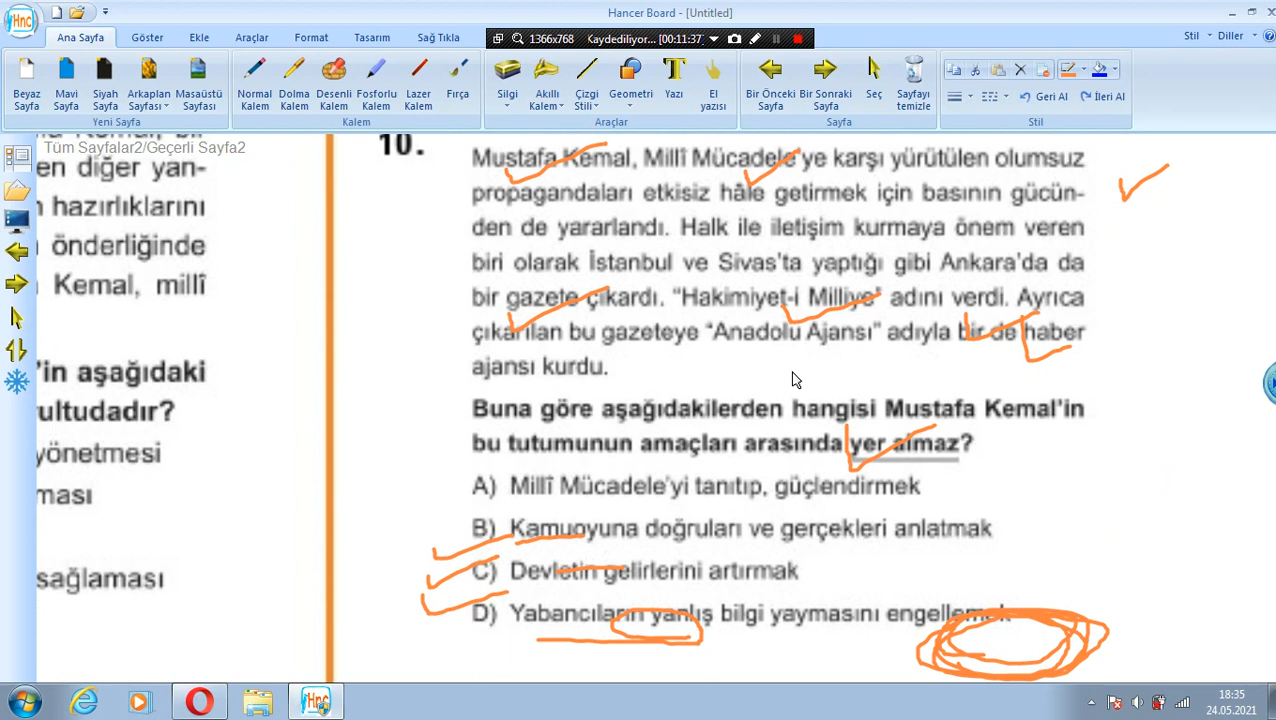 Hancer Board - [Untitled]
Hnc
Ana Sayfa Göster Ekle Araçlar Format Tasarım Sağ Tıkla
1366x768 Kaydediliyor... [00:11:37]
Stil Diller
Beyaz Sayfa
Mavi Sayfa
Siyah Sayfa
Arkaplan Sayfası
Masaüstü Sayfası
Normal Kalem
Dolma Kalem
Desenli Kalem
Fosforlu Kalem
Lazer Kalem
Fırça
Silgi
Akıllı Kalem
Çizgi Stili
Geometri
Yazı
El yazısı
Bir Önceki Sayfa
Bir Sonraki Sayfa
Seç
Sayfayı temizle
Geri Al İleri Al
Yeni Sayfa Kalem Araçlar Sayfa Stil
Tüm Sayfalar2/Geçerli Sayfa2
en diğer yan-
hazırlıklarını
önderliğinde
Kemal, millî
'in aşağıdaki
ultudadır?
yönetmesi
ması
sağlaması
10.
Mustafa Kemal, Millî Mücadele'ye karşı yürütülen olumsuz
propagandaları etkisiz hâle getirmek için basının gücün-
den de yararlandı. Halk ile iletişim kurmaya önem veren
biri olarak İstanbul ve Sivas'ta yaptığı gibi Ankara'da da
bir gazete çıkardı. "Hakimiyet-i Milliye" adını verdi. Ayrıca
çıkarılan bu gazeteye "Anadolu Ajansı" adıyla bir de haber
ajansı kurdu.
Buna göre aşağıdakilerden hangisi Mustafa Kemal'in
bu tutumunun amaçları arasında yer almaz?
A) Millî Mücadele'yi tanıtıp, güçlendirmek
B) Kamuoyuna doğruları ve gerçekleri anlatmak
C) Devletin gelirlerini artırmak
D) Yabancıların yanlış bilgi yaymasını engellemek
Hnc
18:35
24.05.2021